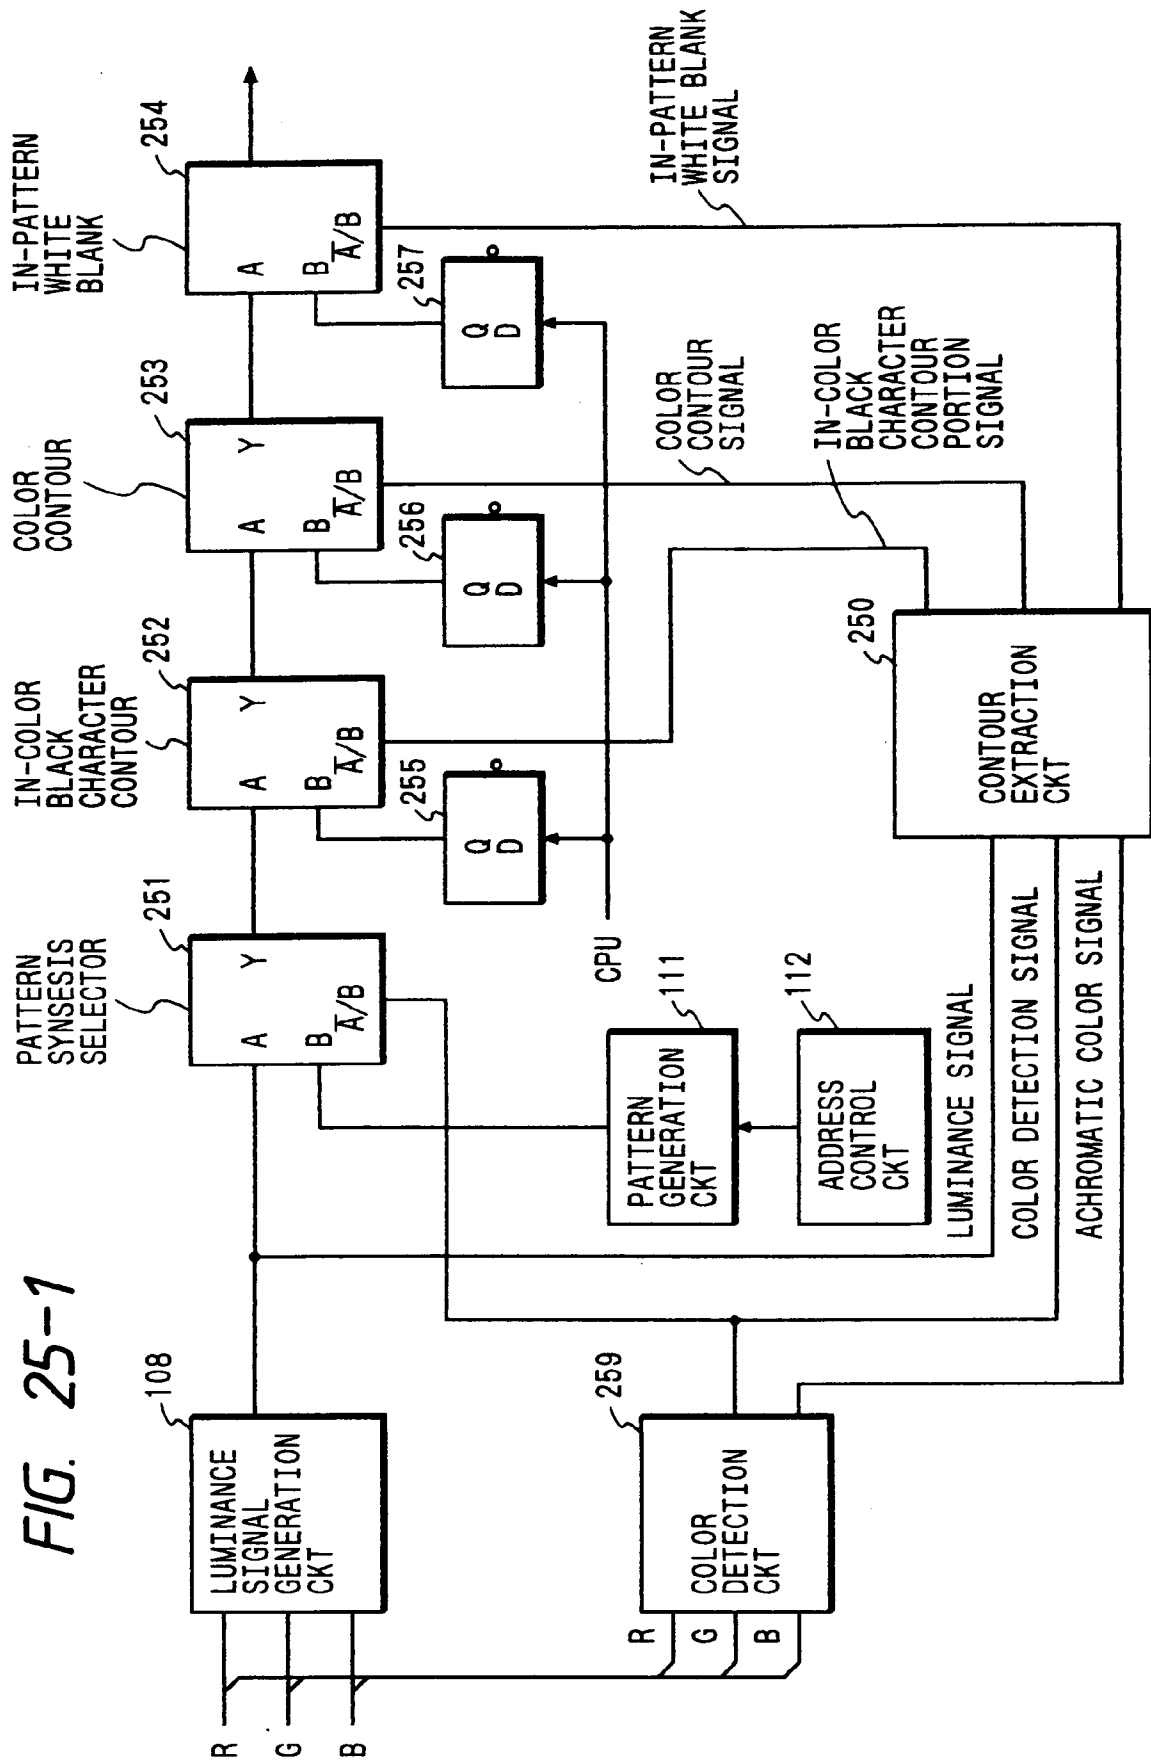 FIG. 25-1
R
G
B
LUMINANCE
SIGNAL
GENERATION
CKT
108
R
G
B
COLOR
DETECTION
CKT
259
PATTERN
SYNSESIS
SELECTOR
251
A
B
Y
A/B
PATTERN
GENERATION
CKT
111
ADDRESS
CONTROL
CKT
112
LUMINANCE SIGNAL
COLOR DETECTION SIGNAL
ACHROMATIC COLOR SIGNAL
CPU
IN-COLOR
BLACK
CHARACTER
CONTOUR
252
A
B
Y
A/B
Q
D
255
COLOR
CONTOUR
253
A
B
Y
A/B
Q
D
256
IN-PATTERN
WHITE
BLANK
254
A
B
A/B
Q
D
257
CONTOUR
EXTRACTION
CKT
250
COLOR
CONTOUR
SIGNAL
IN-COLOR
BLACK
CHARACTER
CONTOUR
PORTION
SIGNAL
IN-PATTERN
WHITE BLANK
SIGNAL